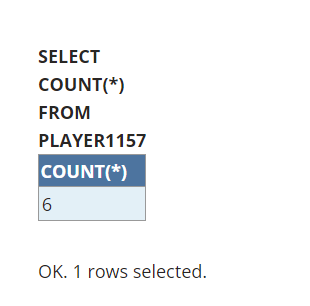 SELECT
COUNT(*)
FROM
PLAYER1157
COUNT(*)
6
OK. 1 rows selected.